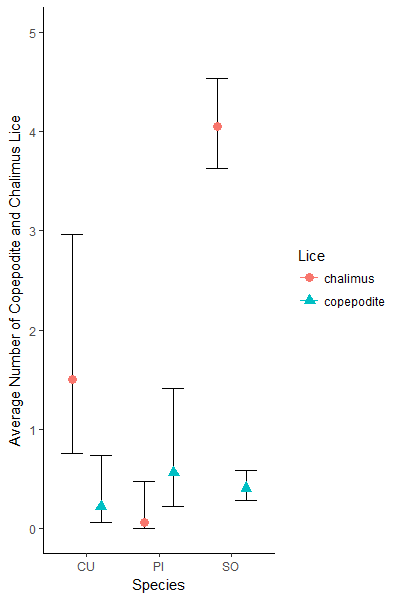 Average Number of Copepodite and Chalimus Lice
5
4
3
2
1
0
CU PI SO
Species
Lice
chalimus
copepodite